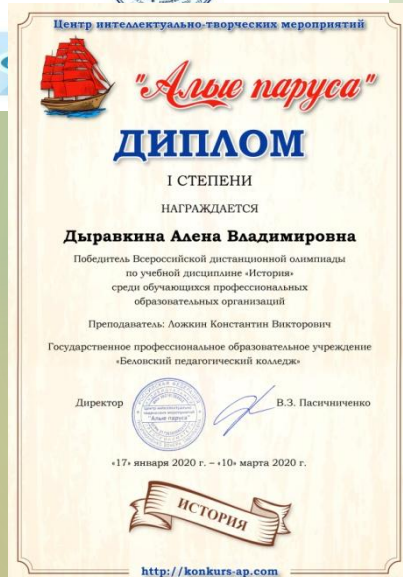 Центр интеллектуально-творческих мероприятий
"Алые паруса"
ДИПЛОМ
I СТЕПЕНИ
НАГРАЖДАЕТСЯ
Дыравкина Алена Владимировна
Победитель Всероссийской дистанционной олимпиады
по учебной дисциплине «История»
среди обучающихся профессиональных
образовательных организаций
Преподаватель: Ложкин Константин Викторович
Государственное профессиональное образовательное учреждение
«Беловский педагогический колледж»
Директор
"Алые паруса"
В.З. Пасичниченко
«17» января 2020 г. – «10» марта 2020 г.
ИСТОРИЯ
http://konkurs-ap.com